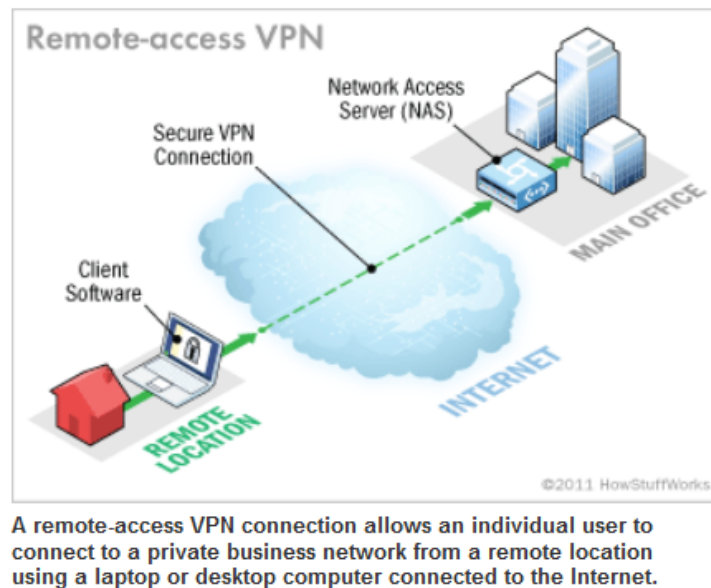 Remote-access VPN
Network Access
Server (NAS)
Secure VPN
Connection
MAIN OFFICE
Client
Software
INTERNET
REMOTE
LOCATION
©2011 HowStuffWorks
A remote-access VPN connection allows an individual user to
connect to a private business network from a remote location
using a laptop or desktop computer connected to the Internet.